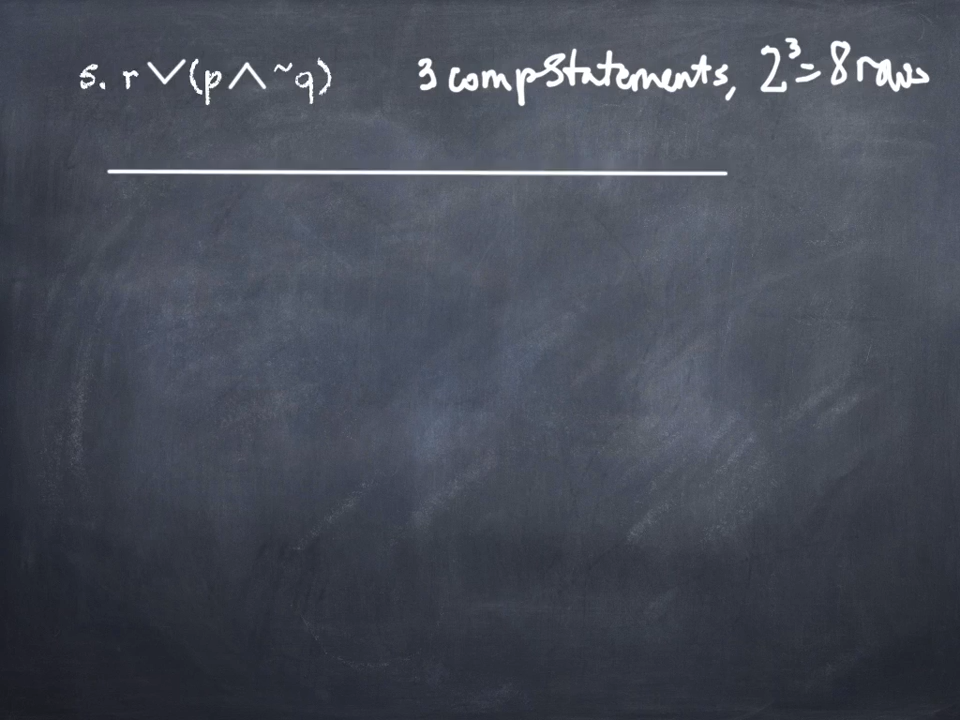 5. r ∨(p ∧ ~q) 3 comp statements, 2³= 8 rows